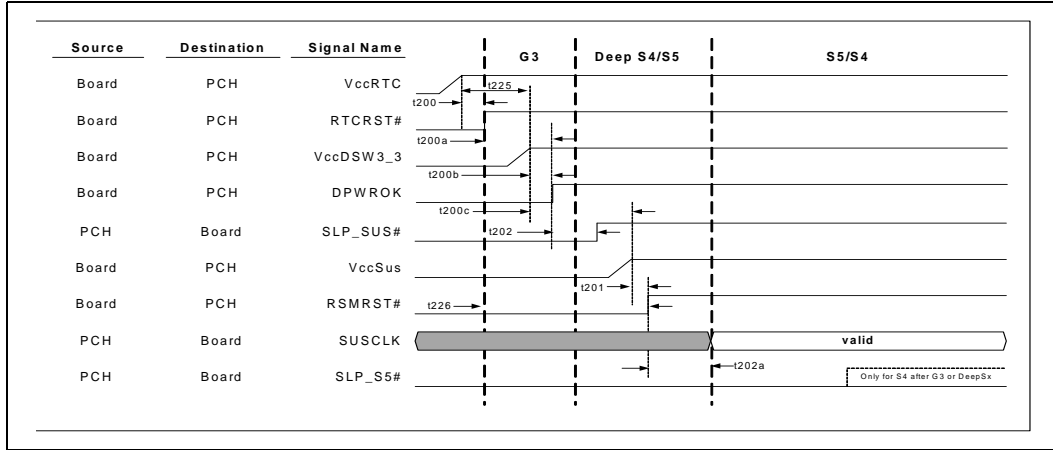 Source Destination Signal Name G3 Deep S4/S5 S5/S4
Board PCH VccRTC
t225
t200
Board PCH RTCRST#
t200a
Board PCH VccDSW3_3
t200b
Board PCH DPWROK
t200c
PCH Board SLP_SUS# t202
Board PCH VccSus
t201
Board PCH RSMRST# t226
PCH Board SUSCLK valid
t202a
PCH Board SLP_S5# Only for S4 after G3 or DeepSx